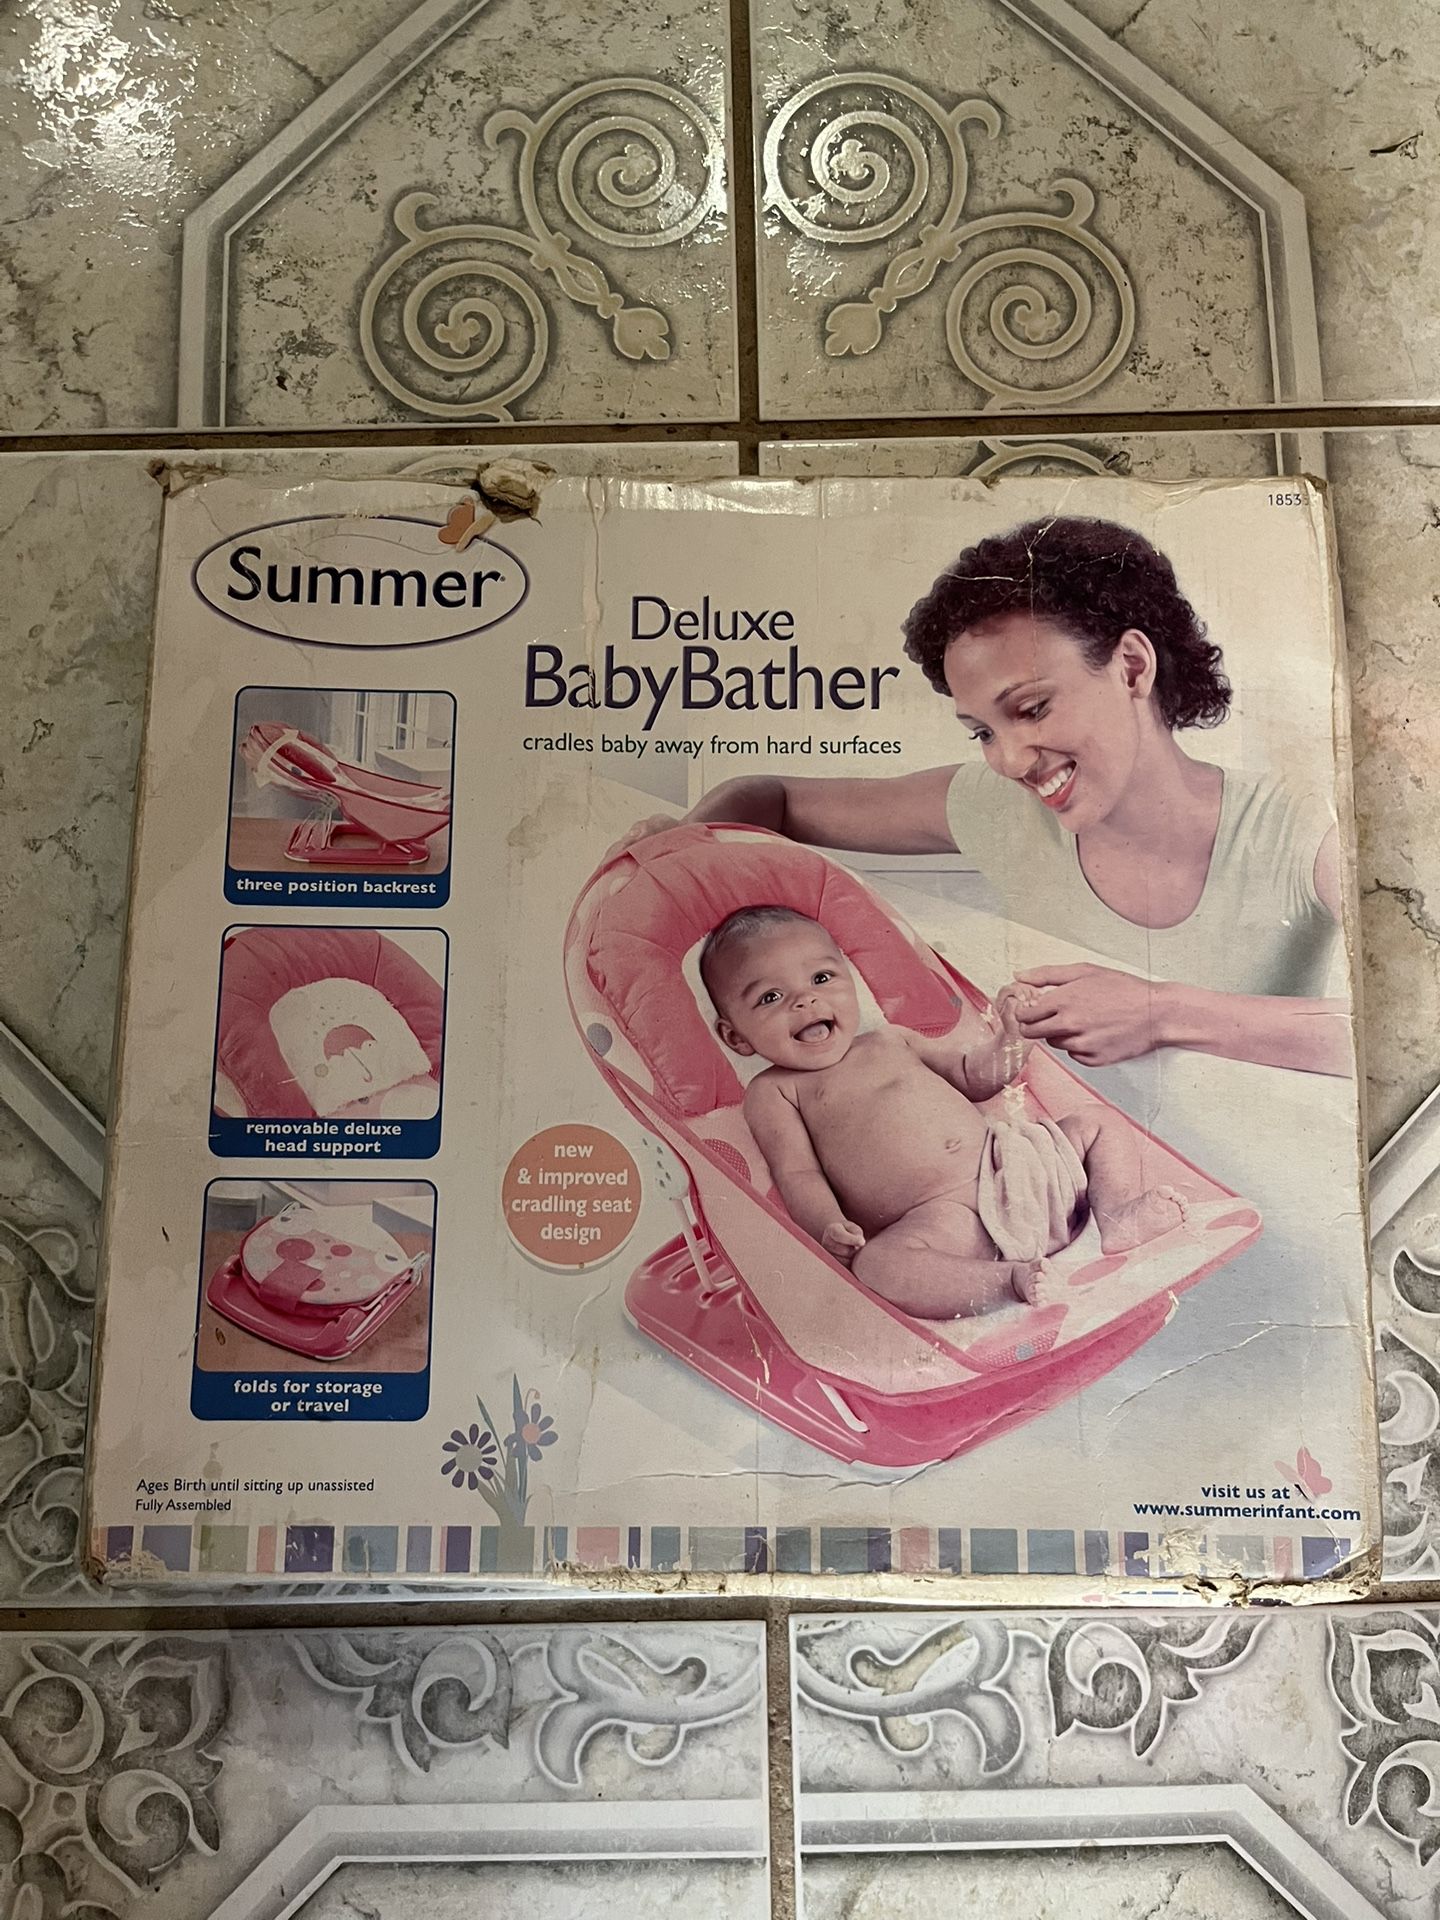 Summer
Deluxe
BabyBather
cradles baby away from hard surfaces
three position backrest
removable deluxe
head support
folds for storage
or travel
new
& improved
cradling seat
design
Ages Birth until sitting up unassisted
Fully Assembled
visit us at
www.summerinfant.com